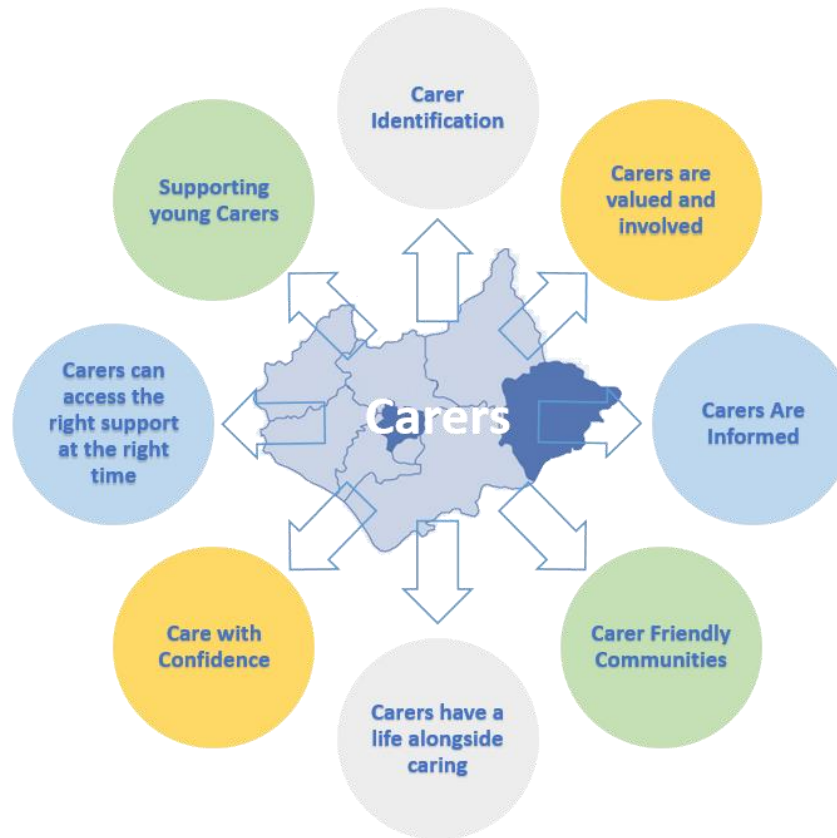 Carer
Identification
Carers are
valued and
involved
Carers Are
Informed
Carer Friendly
Communities
Carers have a
life alongside
caring
Care with
Confidence
Carers can
access the
right support
at the right
time
Supporting
young Carers
Carers